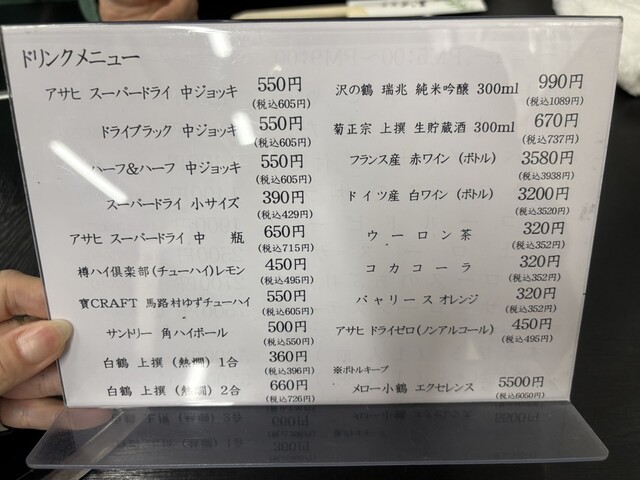 ドリンクメニュー
アサヒ スーパードライ 中ジョッキ 550円
(税込605円)
ドライブラック 中ジョッキ 550円
(税込605円)
ハーフ&ハーフ 中ジョッキ 550円
(税込605円)
スーパードライ 小サイズ 390円
(税込429円)
アサヒ スーパードライ 中 瓶 650円
(税込715円)
樽ハイ倶楽部(チューハイ)レモン 450円
(税込495円)
寶CRAFT 馬路村ゆずチューハイ 550円
(税込605円)
サントリー 角ハイボール 500円
(税込550円)
白鶴 上撰 (熱燗) 1合 360円
(税込396円)
白鶴 上撰 (熱燗) 2合 660円
(税込726円)
沢の鶴 瑞兆 純米吟醸 300ml 990円
(税込1089円)
菊正宗 上撰 生貯蔵酒 300ml 670円
(税込737円)
フランス産 赤ワイン (ボトル) 3580円
(税込3938円)
ドイツ産 白ワイン (ボトル) 3200円
(税込3520円)
ウーロン茶 320円
(税込352円)
コカコーラ 320円
(税込352円)
バャリース オレンジ 320円
(税込352円)
アサヒ ドライゼロ(ノンアルコール) 450円
(税込495円)
※ボトルキープ
メロー小鶴 エクセレンス 5500円
(税込6050円)